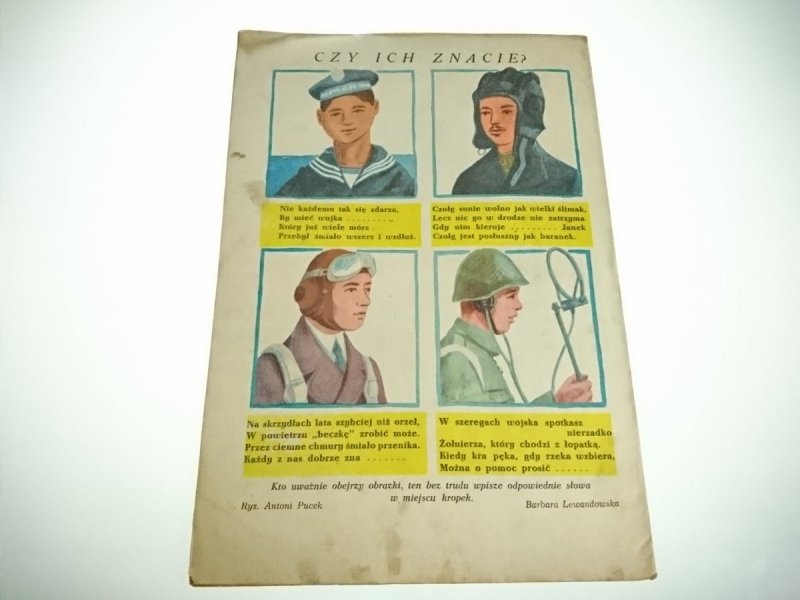 CZY ICH ZNACIE?
Nie każdemu tak się zdarza,
By mieć wujka ..........
Który już wiele mórz
Przebył śmiało wszerz i wzdłuż.
Czołg sunie wolno jak wielki ślimak,
Lecz nic go w drodze nie zatrzyma.
Gdy nim kieruje ......... Janek
Czołg jest posłuszny jak baranek.
Na skrzydłach lata szybciej niż orzeł,
W powietrzu „beczkę" zrobić może.
Przez ciemne chmury śmiało przenika.
Każdy z nas dobrze zna .......
W szeregach wojska spotkasz
nierzadko
Żołnierza, który chodzi z łopatką.
Kiedy kra pęka, gdy rzeka wzbiera,
Można o pomoc prosić ......
Kto uważnie obejrzy obrazki, ten bez trudu wpisze odpowiednie słowa
w miejscu kropek.
Rys. Antoni Pucek
Barbara Lewandowska